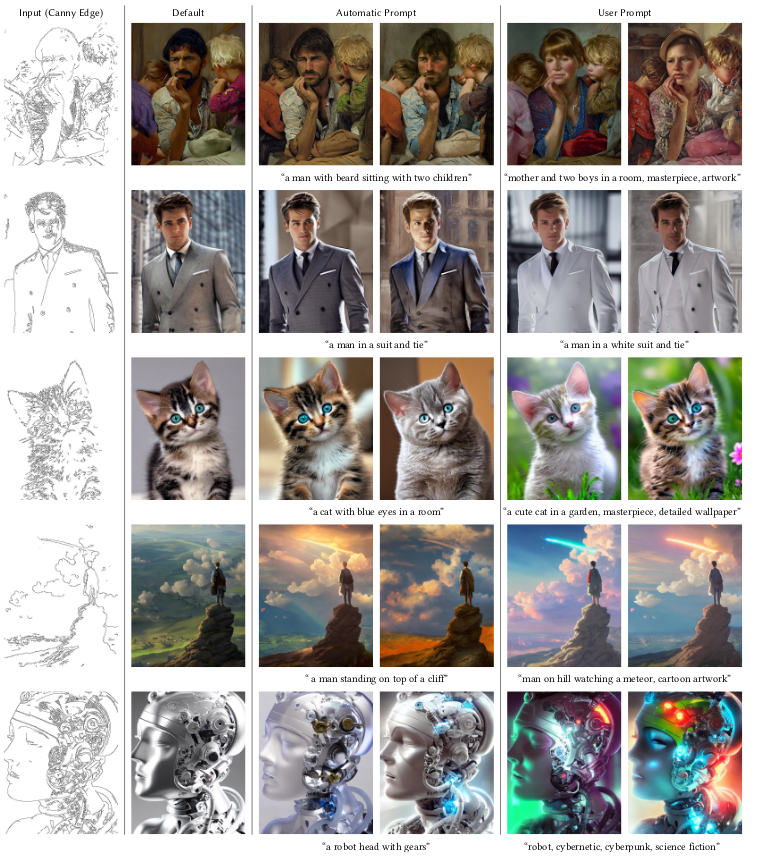 Input (Canny Edge)
Default
Automatic Prompt
User Prompt
“a man with beard sitting with two children”
“mother and two boys in a room, masterpiece, artwork”
“a man in a suit and tie”
“a man in a white suit and tie”
“a cat with blue eyes in a room”
“a cute cat in a garden, masterpiece, detailed wallpaper”
“ a man standing on top of a cliff”
“man on hill watching a meteor, cartoon artwork”
“a robot head with gears”
“robot, cybernetic, cyberpunk, science fiction”